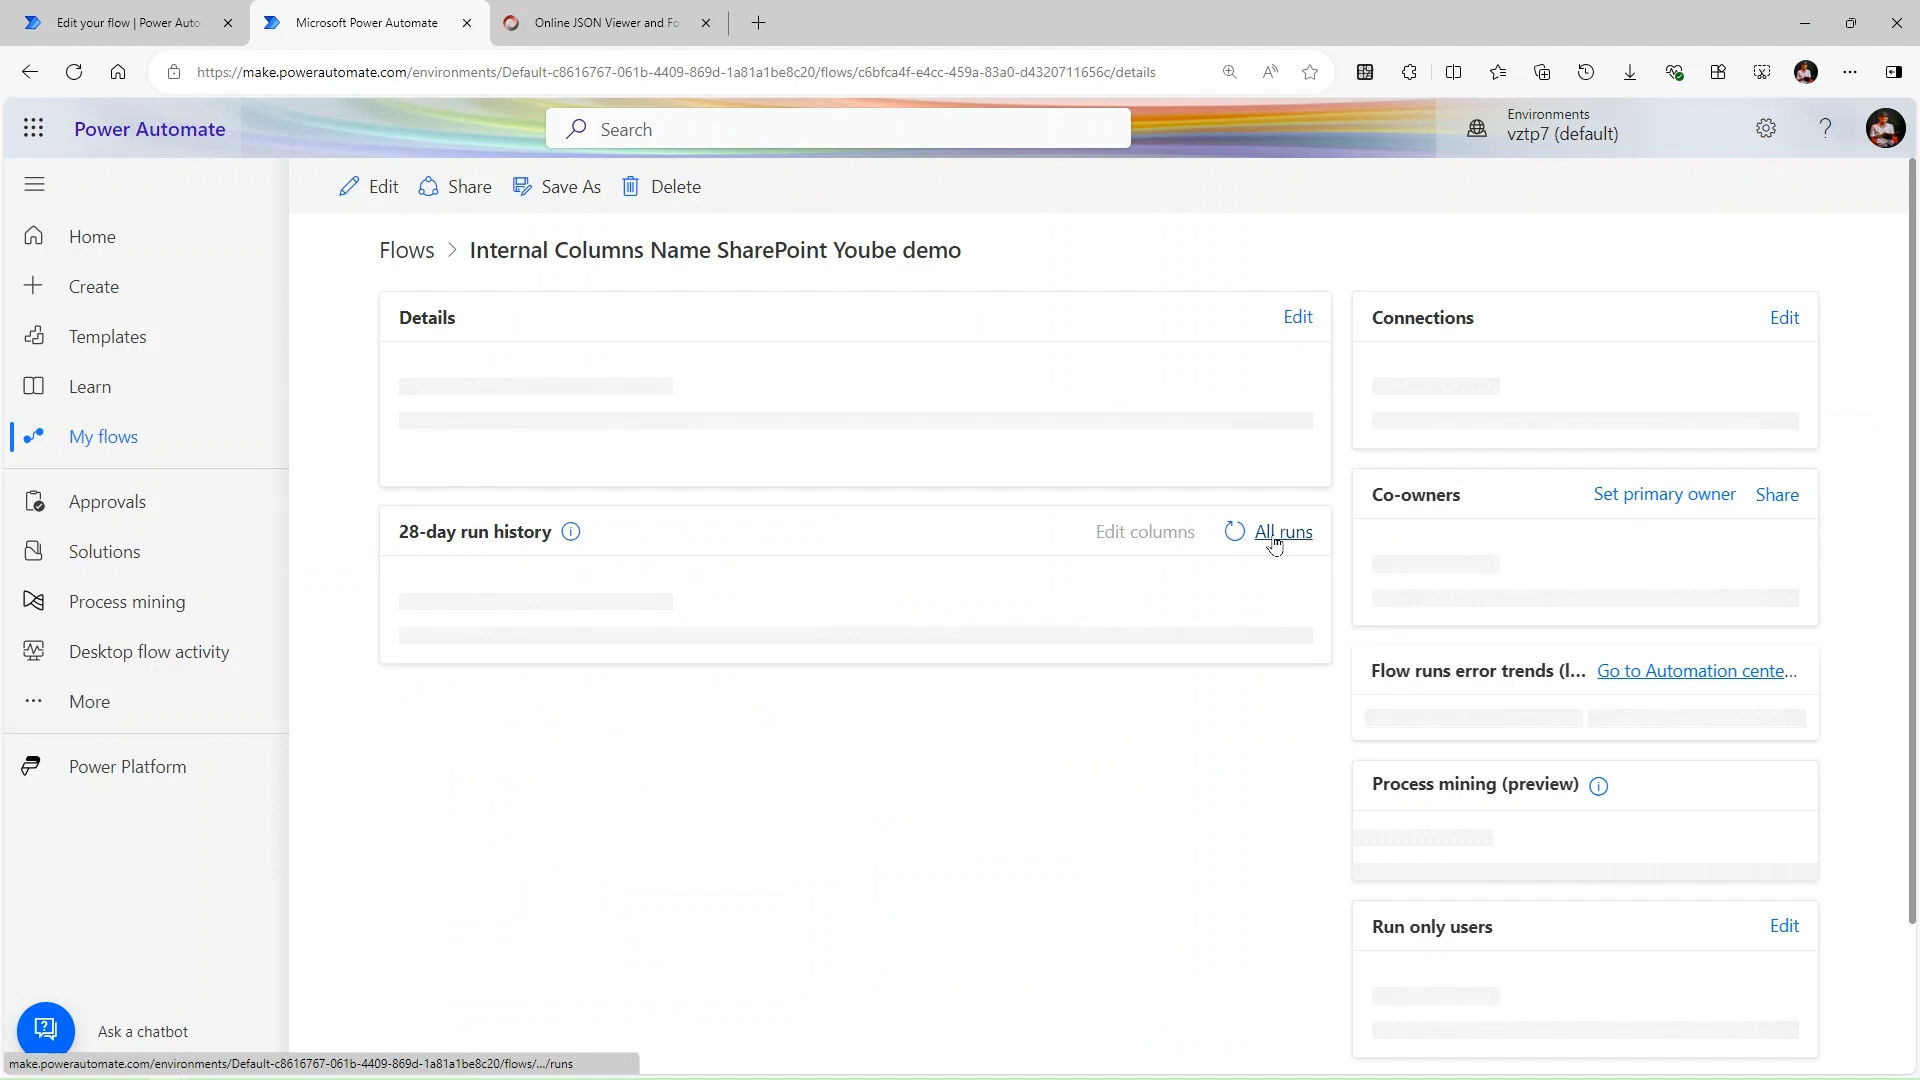 Edit your flow | Power Auto
Microsoft Power Automate
Online JSON Viewer and Fo
https://make.powerautomate.com/environments/Default-c8616767-061b-4409-869d-1a81a1be8c20/flows/c6bfca4f-e4cc-459a-83a0-d4320711656c/details
Power Automate
Search
Environments
vztp7 (default)
Edit
Share
Save As
Delete
Home
Create
Templates
Learn
My flows
Approvals
Solutions
Process mining
Desktop flow activity
More
Power Platform
Ask a chatbot
Flows > Internal Columns Name SharePoint Yoube demo
Details
Edit
28-day run history
Edit columns
All runs
Connections
Edit
Co-owners
Set primary owner
Share
Flow runs error trends (l...
Go to Automation cente...
Process mining (preview)
Run only users
Edit
make.powerautomate.com/environments/Default-c8616767-061b-4409-869d-1a81a1be8c20/flows/.../runs